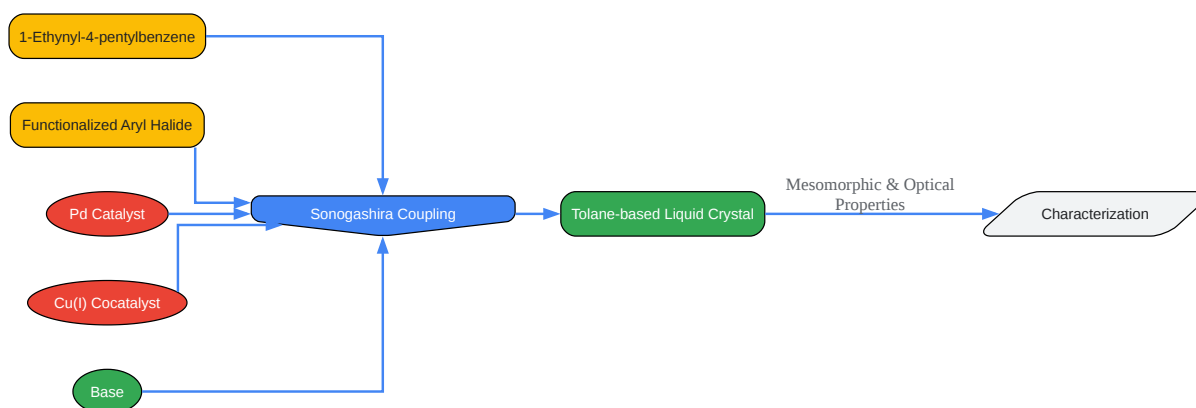 1-Ethynyl-4-pentylbenzene
Functionalized Aryl Halide
Pd Catalyst
Sonogashira Coupling
Tolane-based Liquid Crystal
Mesomorphic & Optical
Properties
Characterization
Cu(I) Cocatalyst
Base